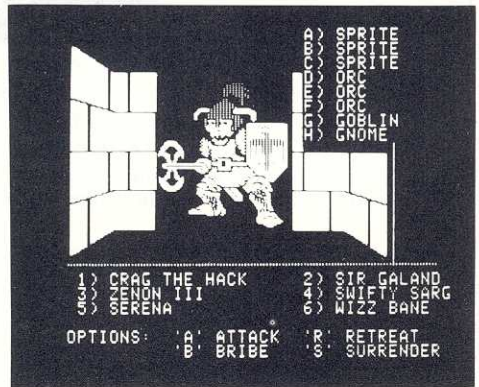 A) SPRITE
B) SPRITE
C) SPRITE
D) ORC
E) ORC
F) ORC
G) GOBLIN
H) GNOME
1) CRAG THE HACK 2) SIR GALAND
3) ZENON III 4) SWIFTY SARG
5) SERENA 6) WIZZ BANE
OPTIONS: 'A' ATTACK 'R' RETREAT
'B' BRIBE 'S' SURRENDER